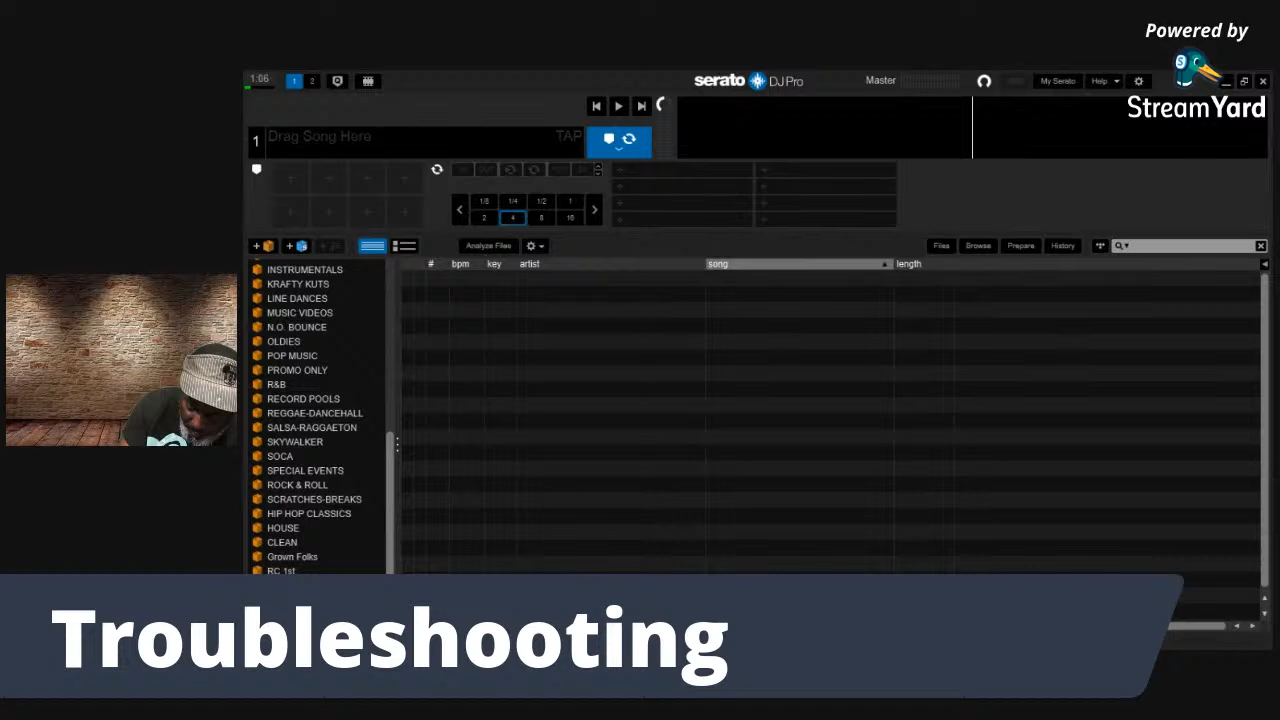 Powered by
StreamYard
1:06
1
2
serato DJ Pro
Master
My Serato
Help
1
Drag Song Here
TAP
1/8
1/4
1/2
1
2
4
8
16
Analyze Files
Files
Browse
Prepare
History
#
bpm
key
artist
song
length
INSTRUMENTALS
KRAFTY KUTS
LINE DANCES
MUSIC VIDEOS
N.O. BOUNCE
OLDIES
POP MUSIC
PROMO ONLY
R&B
RECORD POOLS
REGGAE-DANCEHALL
SALSA-RAGGAETON
SKYWALKER
SOCA
SPECIAL EVENTS
ROCK & ROLL
SCRATCHES-BREAKS
HIP HOP CLASSICS
HOUSE
CLEAN
Grown Folks
RC 1st
Troubleshooting